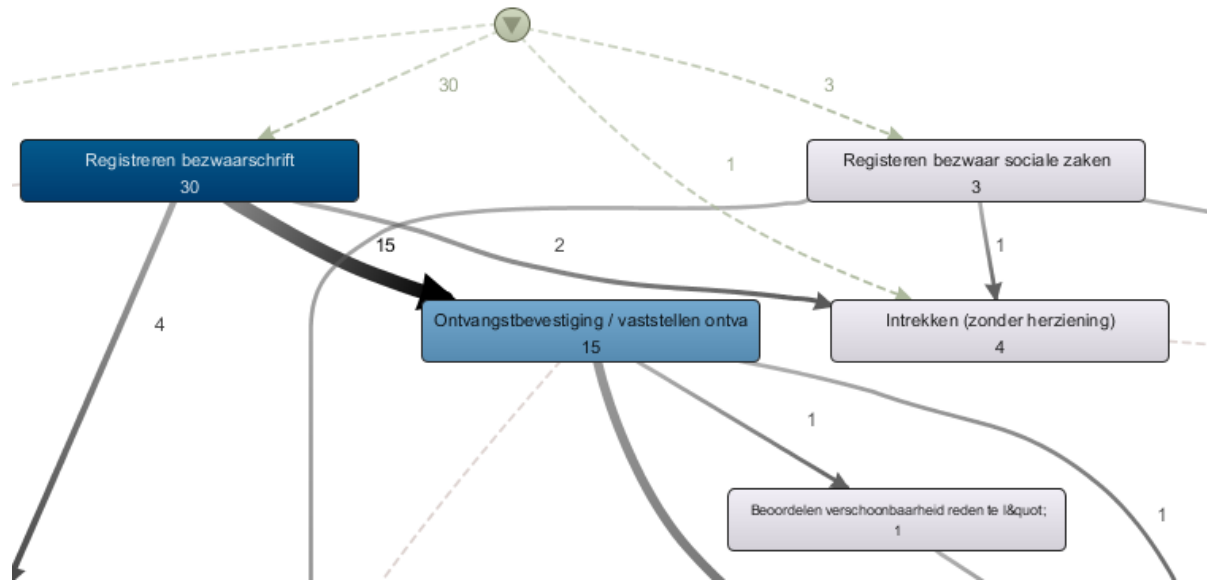 30
3
Registreren bezwaarschrift
30
Registeren bezwaar sociale zaken
3
1
15
2
1
4
Ontvangstbevestiging / vaststellen ontva
15
Intrekken (zonder herziening)
4
1
Beoordelen verschoonbaarheid reden te l&quot;
1
1